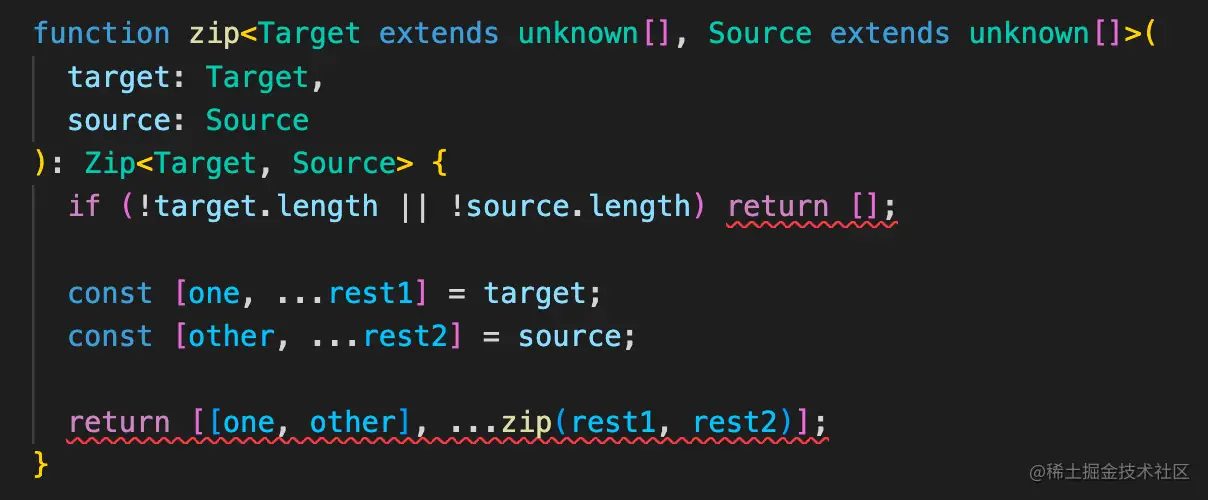 function zip<Target extends unknown[], Source extends unknown[]>(
  target: Target,
  source: Source
): Zip<Target, Source> {
  if (!target.length || !source.length) return [];
  const [one, ...rest1] = target;
  const [other, ...rest2] = source;
  return [[one, other], ...zip(rest1, rest2)];
}
@稀土掘金技术社区